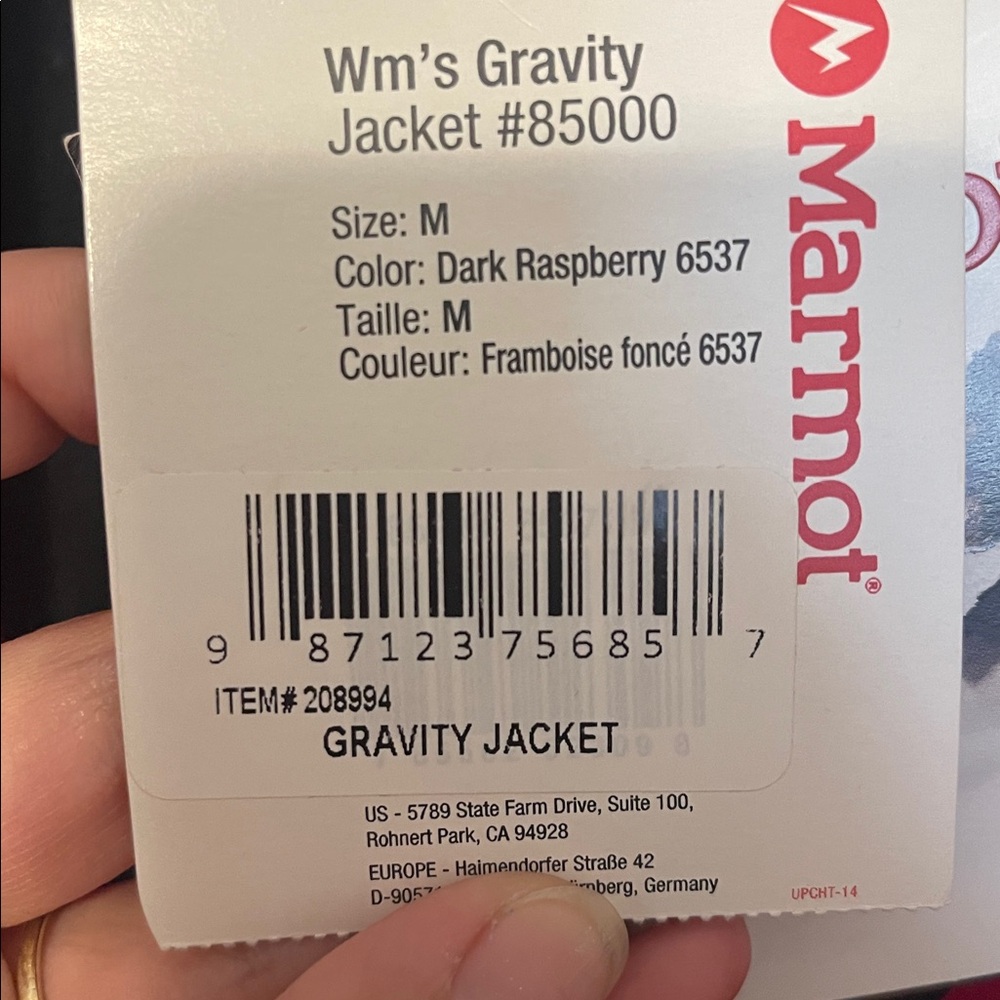 Wm's Gravity
Jacket #85000
Size: M
Color: Dark Raspberry 6537
Taille: M
Couleur: Framboise foncé 6537
Marmot®
9 87123 75685 7
ITEM# 208994
GRAVITY JACKET
US - 5789 State Farm Drive, Suite 100,
Rohnert Park, CA 94928
EUROPE - Haimendorfer Straße 42
Germany
UPCHT-14